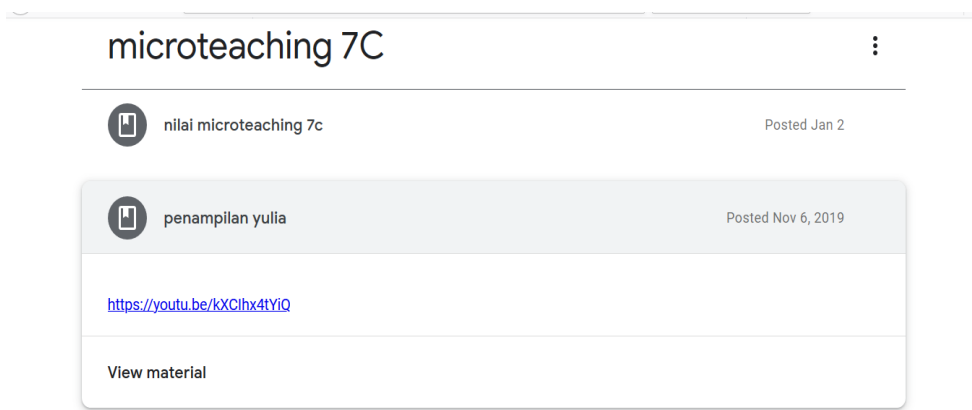 microteaching 7C
nilai microteaching 7c Posted Jan 2
penampilan yulia Posted Nov 6, 2019
https://youtu.be/kXCIhx4tYiQ
View material